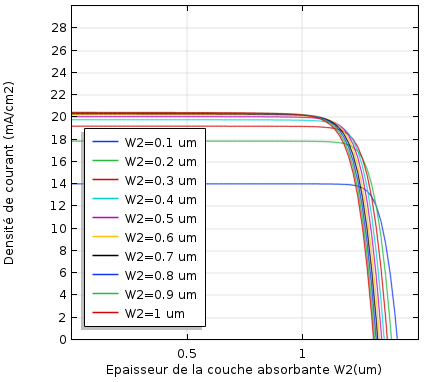 28
26
24
22
20
18
16
14
12
10
8
6
4
2
0
Densité de courant (mA/cm2)
W2=0.1 um
W2=0.2 um
W2=0.3 um
W2=0.4 um
W2=0.5 um
W2=0.6 um
W2=0.7 um
W2=0.8 um
W2=0.9 um
W2=1 um
0.5 1
Epaisseur de la couche absorbante W2(um)